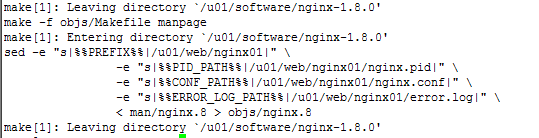 make[1]: Leaving directory `/u01/software/nginx-1.8.0'
make -f objs/Makefile manpage
make[1]: Entering directory `/u01/software/nginx-1.8.0'
sed -e "s|%%PREFIX%%|/u01/web/nginx01|" \
-e "s|%%PID_PATH%%|/u01/web/nginx01/nginx.pid|" \
-e "s|%%CONF_PATH%%|/u01/web/nginx01/nginx.conf|" \
-e "s|%%ERROR_LOG_PATH%%|/u01/web/nginx01/error.log|" \
< man/nginx.8 > objs/nginx.8
make[1]: Leaving directory `/u01/software/nginx-1.8.0'